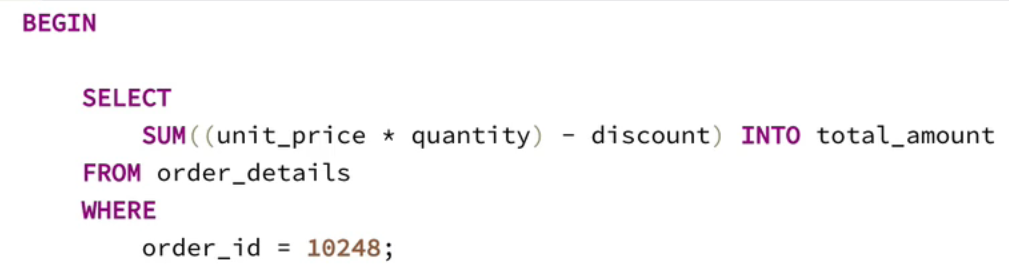 BEGIN
SELECT
SUM((unit_price * quantity) - discount) INTO total_amount
FROM order_details
WHERE
order_id = 10248;